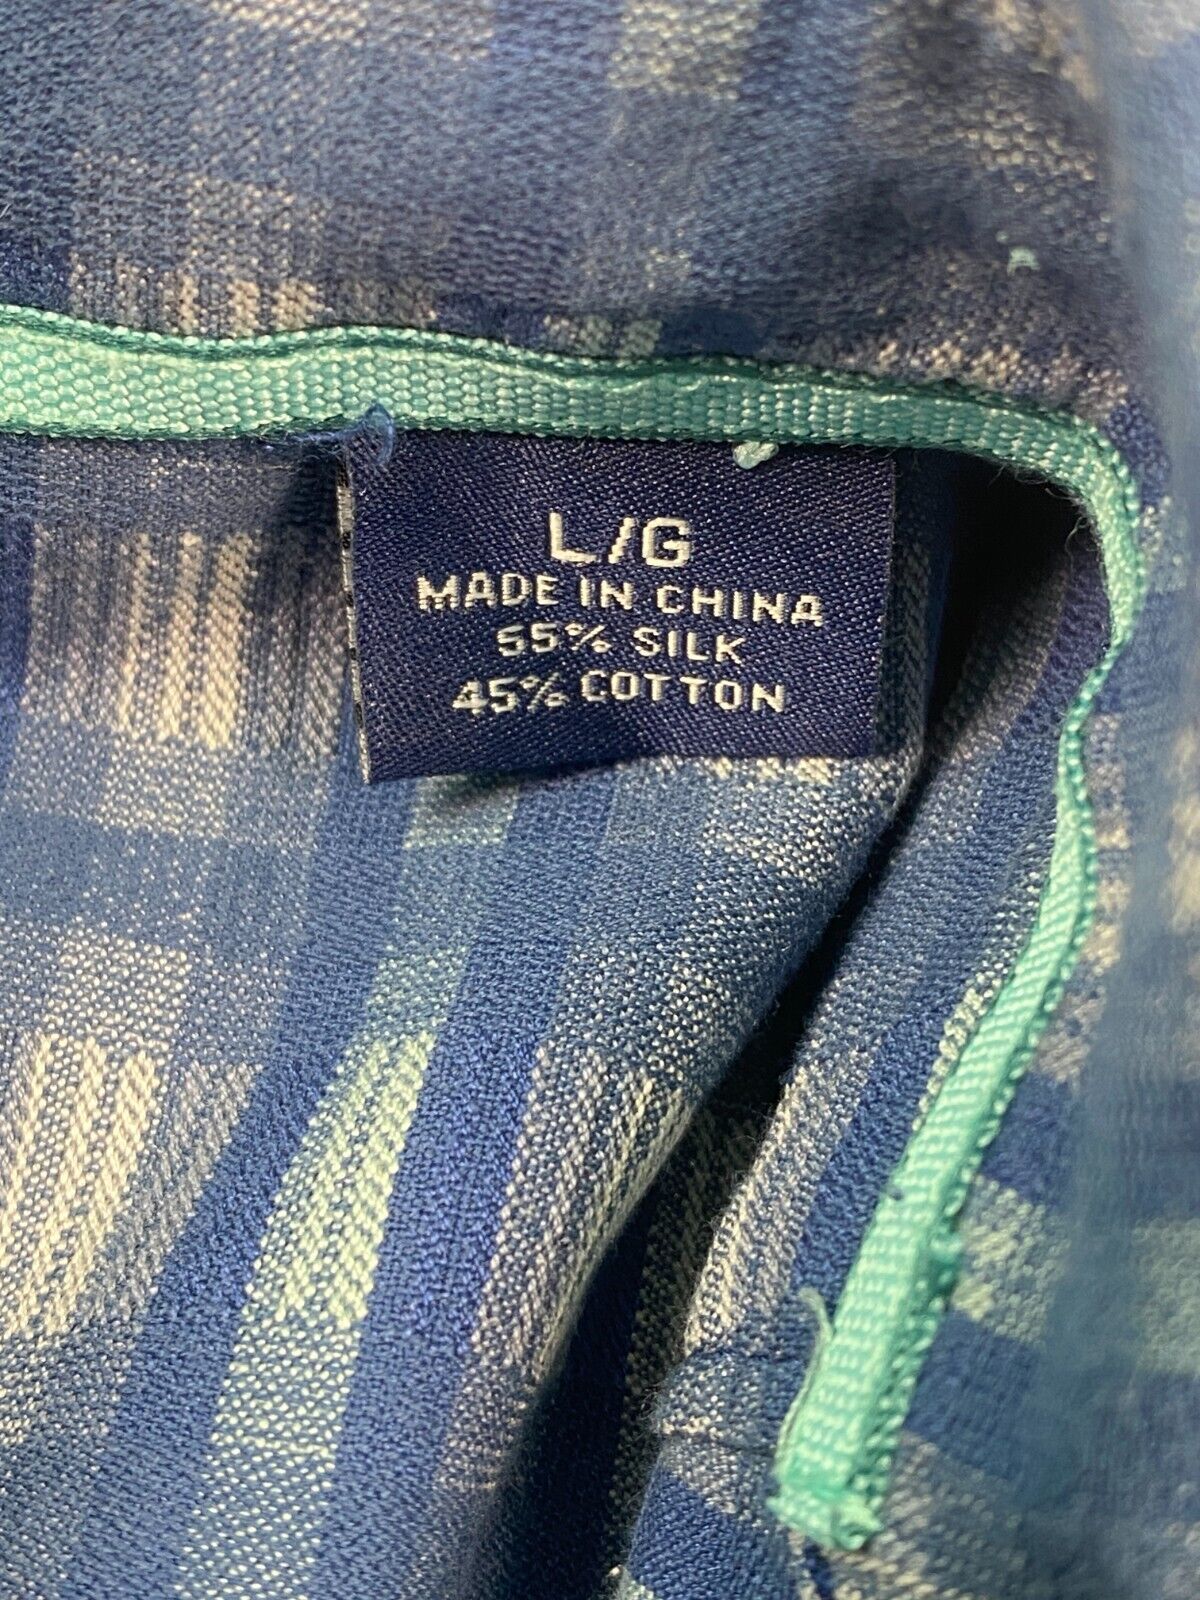 L/G
MADE IN CHINA
55% SILK
45% COTTON